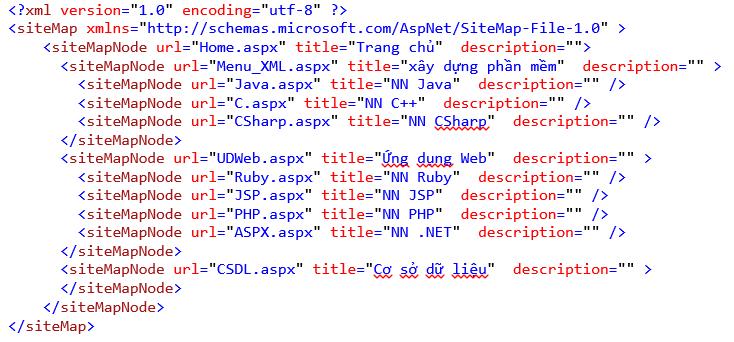 <?xml version="1.0" encoding="utf-8" ?>
<siteMap xmlns="http://schemas.microsoft.com/AspNet/SiteMap-File-1.0" >
<siteMapNode url="Home.aspx" title="Trang chủ"  description="">
<siteMapNode url="Menu_XML.aspx" title="xây dựng phần mềm"  description="" >
<siteMapNode url="Java.aspx" title="NN Java"  description="" />
<siteMapNode url="C.aspx" title="NN C++"  description="" />
<siteMapNode url="CSharp.aspx" title="NN CSharp"  description="" />
</siteMapNode>
<siteMapNode url="UDWeb.aspx" title="Ứng dụng Web"  description="" >
<siteMapNode url="Ruby.aspx" title="NN Ruby"  description="" />
<siteMapNode url="JSP.aspx" title="NN JSP"  description="" />
<siteMapNode url="PHP.aspx" title="NN PHP"  description="" />
<siteMapNode url="ASPX.aspx" title="NN .NET"  description="" />
</siteMapNode>
<siteMapNode url="CSDL.aspx" title="Cơ sở dữ liệu"  description="" >
</siteMapNode>
</siteMapNode>
</siteMap>